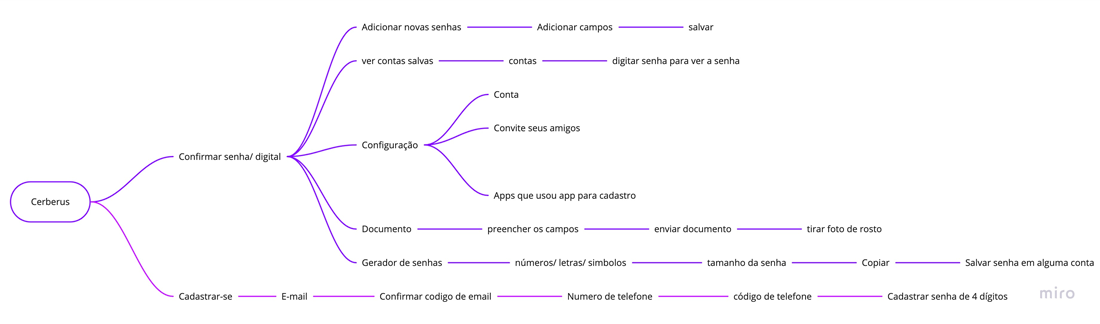 Adicionar novas senhas
Adicionar campos
salvar
ver contas salvas
contas
digitar senha para ver a senha
Conta
Convite seus amigos
Configuração
Confirmar senha/ digital
Apps que usou app para cadastro
Cerberus
Documento
preencher os campos
enviar documento
tirar foto de rosto
Gerador de senhas
números/ letras/ simbolos
tamanho da senha
Copiar
Salvar senha em alguma conta
Cadastrar-se
E-mail
Confirmar codigo de email
Numero de telefone
código de telefone
Cadastrar senha de 4 dígitos
miro